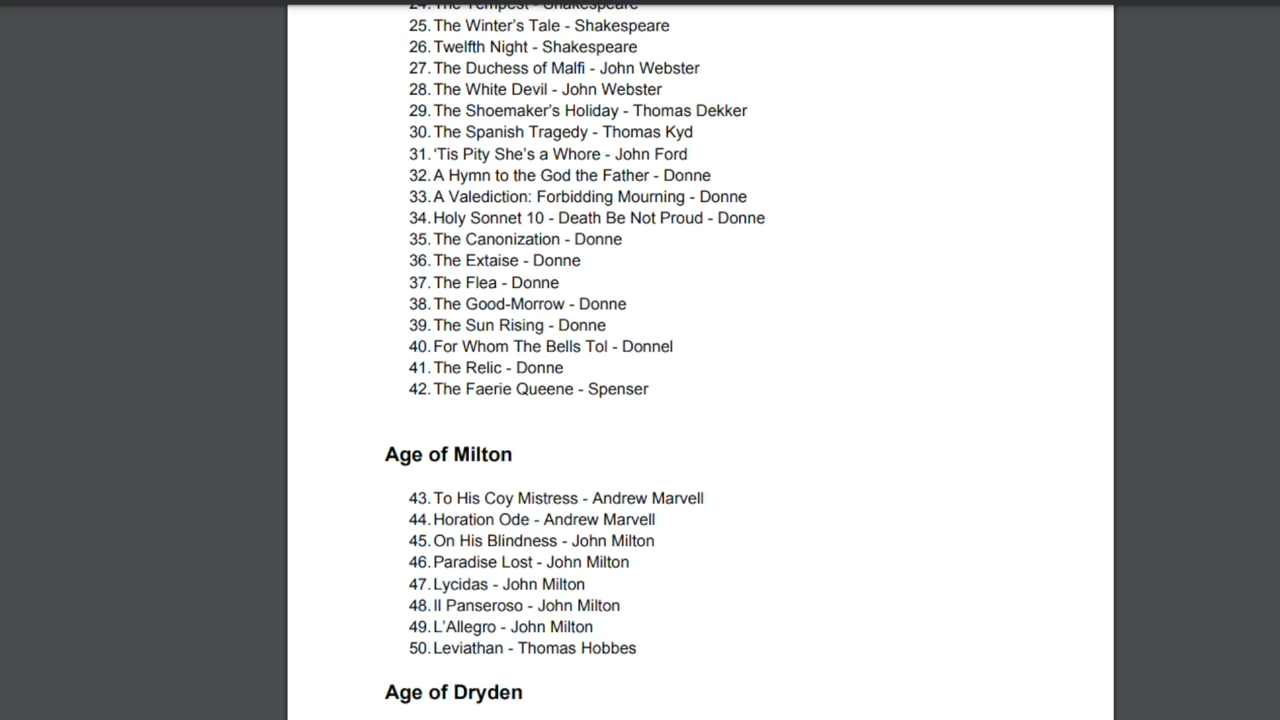 24. The Tempest - Shakespeare
25. The Winter’s Tale - Shakespeare
26. Twelfth Night - Shakespeare
27. The Duchess of Malfi - John Webster
28. The White Devil - John Webster
29. The Shoemaker’s Holiday - Thomas Dekker
30. The Spanish Tragedy - Thomas Kyd
31. ‘Tis Pity She’s a Whore - John Ford
32. A Hymn to the God the Father - Donne
33. A Valediction: Forbidding Mourning - Donne
34. Holy Sonnet 10 - Death Be Not Proud - Donne
35. The Canonization - Donne
36. The Extaise - Donne
37. The Flea - Donne
38. The Good-Morrow - Donne
39. The Sun Rising - Donne
40. For Whom The Bells Tol - Donnel
41. The Relic - Donne
42. The Faerie Queene - Spenser
Age of Milton
43. To His Coy Mistress - Andrew Marvell
44. Horation Ode - Andrew Marvell
45. On His Blindness - John Milton
46. Paradise Lost - John Milton
47. Lycidas - John Milton
48. Il Panseroso - John Milton
49. L’Allegro - John Milton
50. Leviathan - Thomas Hobbes
Age of Dryden